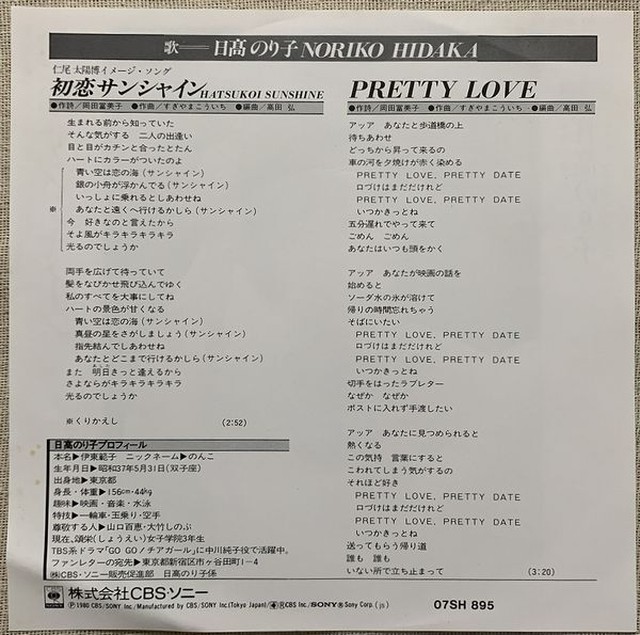 歌──日髙のり子 NORIKO HIDAKA
仁尾 太陽博イメージ・ソング
初恋サンシャイン HATSUKOI SUNSHINE
●作詩/岡田冨美子 ●作曲/すぎやまこういち ●編曲/高田 弘
生まれる前から知っていた
そんな気がする 二人の出逢い
目と目がカチンと合ったとたん
ハートにカラーがついたのよ
青い空は恋の海(サンシャイン)
銀の小舟が浮かんでる(サンシャイン)
いっしょに乗れるとしあわせね
※ あなたと遠くへ行けるかしら(サンシャイン)
今 好きなのと言えたから
そよ風がキラキラキラキラ
光るのでしょうか
両手を広げて待っていて
髪をなびかせ飛び込んでゆく
私のすべてを大事にしてね
ハートの景色が甘くなる
青い空は恋の海(サンシャイン)
真昼の星をさがしましょう(サンシャイン)
指先結んでしあわせね
あなたとどこまで行けるかしら(サンシャイン)
また 明日きっと逢えるから
さよならがキラキラキラキラ
光るのでしょうか
※くりかえし (2:52)
日髙のり子プロフィール
本名▶伊東範子 ニックネーム▶のんこ
生年月日▶昭和37年5月31日(双子座)
出身地▶東京都
身長・体重▶156cm・44kg
趣味▶映画・音楽・水泳
特技▶一輪車・玉乗り・空手
尊敬する人▶山口百恵・大竹しのぶ
現在、頌栄(しょうえい)女子学院3年生
TBS系ドラマ「GO GO/チアガール」に中川純子役で活躍中。
ファンレターの宛先▶東京都新宿区市ヶ谷田町1-4
㈱CBS・ソニー販売促進部 日高のり子係
PRETTY LOVE
●作詩/岡田冨美子 ●作曲/すぎやまこういち ●編曲/高田 弘
アッア あなたと歩道橋の上
待ちあわせ
どっちから昇って来るの
車の河を夕焼けが赤く染める
PRETTY LOVE, PRETTY DATE
口づけはまだだけれど
PRETTY LOVE, PRETTY DATE
いつかきっとね
五分遅れでやって来て
ごめん ごめん
あなたはいつも頭をかく
アッア あなたが映画の話を
始めると
ソーダ水の氷が溶けて
帰りの時間忘れちゃう
そばにいたい
PRETTY LOVE, PRETTY DATE
口づけはまだだけれど
PRETTY LOVE, PRETTY DATE
いつかきっとね
切手をはったラブレター
なぜか なぜか
ポストに入れず手渡したい
アッア あなたに見つめられると
熱くなる
この気持 言葉にすると
こわれてしまう気がするの
それほど好き
PRETTY LOVE, PRETTY DATE
口づけはまだだけれど
PRETTY LOVE, PRETTY DATE
いつかきっとね
送ってもらう帰り道
誰も 誰も
いない所で立ち止まって (3:20)
株式会社CBS・ソニー
Ⓟ1980 CBS/SONY Inc./Manufactured by CBS/SONY Inc.(Tokyo Japan)/®CBS Inc./SONY® Sony Corp.(js)
07SH 895